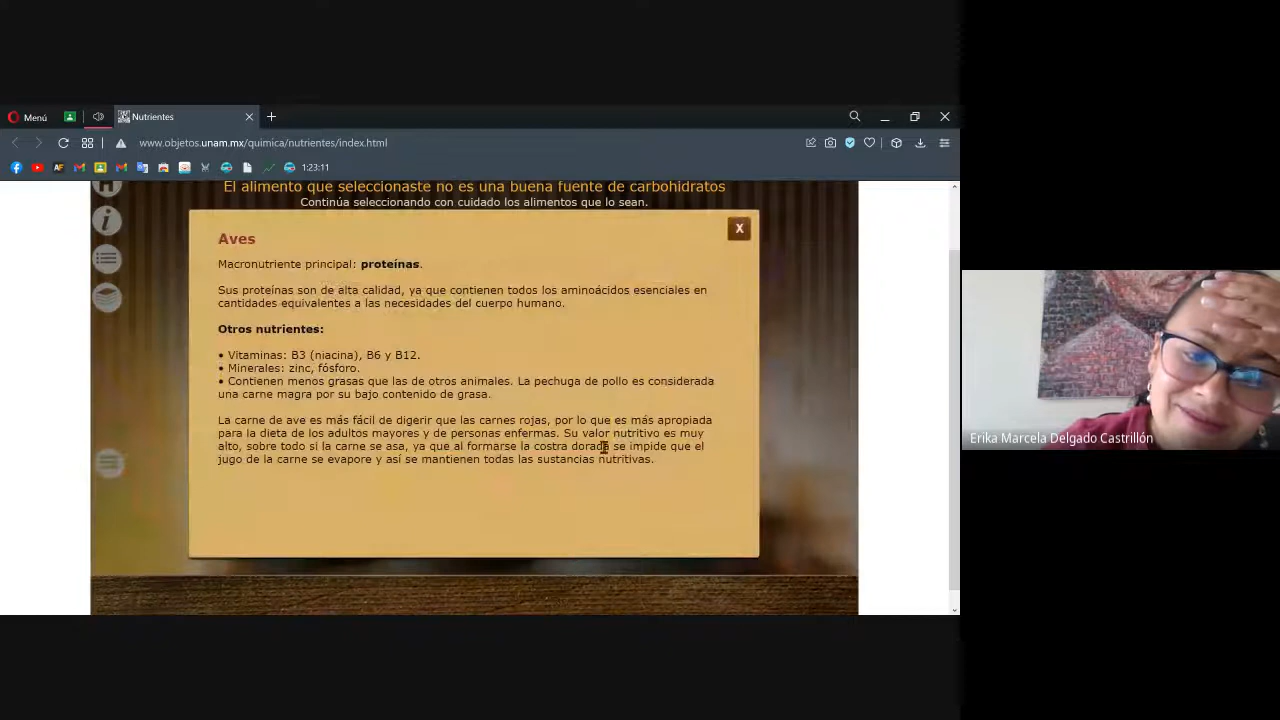 Menú
Nutrientes
www.objetos.unam.mx/quimica/nutrientes/index.html
1:23:11
El alimento que seleccionaste no es una buena fuente de carbohidratos
Continúa seleccionando con cuidado los alimentos que lo sean.
X
Aves
Macronutriente principal: proteínas.
Sus proteínas son de alta calidad, ya que contienen todos los aminoácidos esenciales en
cantidades equivalentes a las necesidades del cuerpo humano.
Otros nutrientes:
• Vitaminas: B3 (niacina), B6 y B12.
• Minerales: zinc, fósforo.
• Contienen menos grasas que las de otros animales. La pechuga de pollo es considerada
una carne magra por su bajo contenido de grasa.
La carne de ave es más fácil de digerir que las carnes rojas, por lo que es más apropiada
para la dieta de los adultos mayores y de personas enfermas. Su valor nutritivo es muy
alto, sobre todo si la carne se asa, ya que al formarse la costra dorada se impide que el
jugo de la carne se evapore y así se mantienen todas las sustancias nutritivas.
Erika Marcela Delgado Castrillón